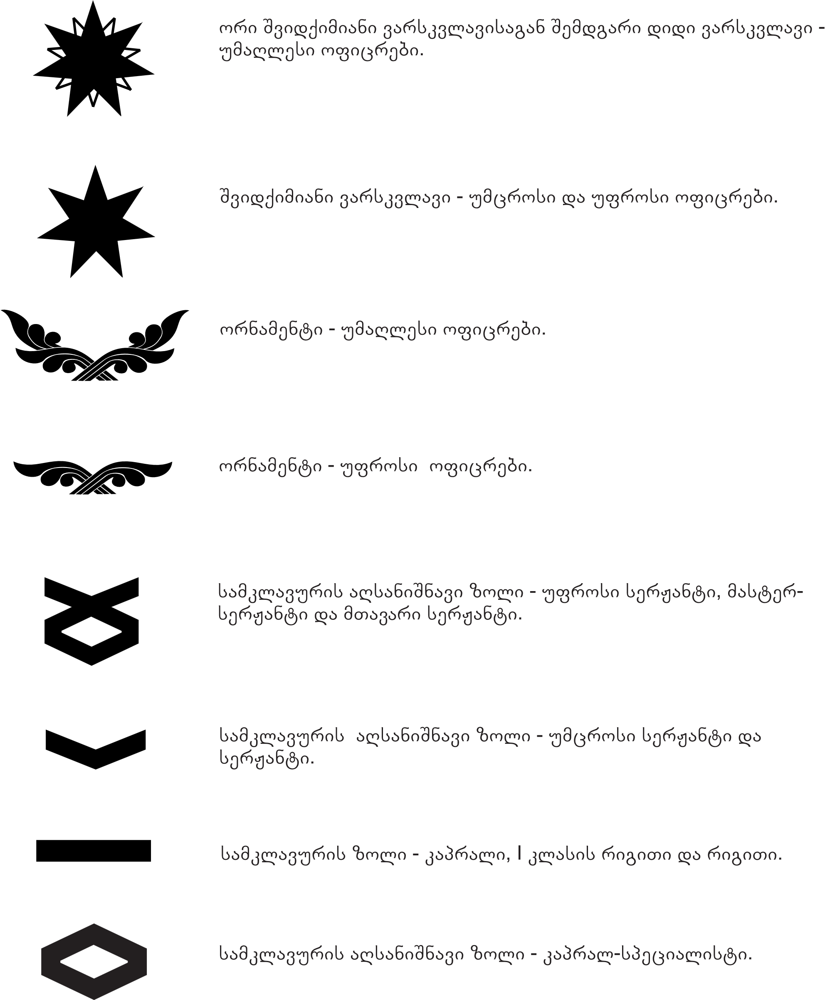 ორი შვიდქიმიანი ვარსკვლავისაგან შემდგარი დიდი ვარსკვლავი -
უმაღლესი ოფიცრები.
შვიდქიმიანი ვარსკვლავი - უმცროსი და უფროსი ოფიცრები.
ორნამენტი - უმაღლესი ოფიცრები.
ორნამენტი - უფროსი  ოფიცრები.
სამკლავურის აღსანიშნავი ზოლი - უფროსი სერჟანტი, მასტერ-
სერჟანტი და მთავარი სერჟანტი.
სამკლავურის  აღსანიშნავი ზოლი - უმცროსი სერჟანტი და
სერჟანტი.
სამკლავურის ზოლი - კაპრალი, I კლასის რიგითი და რიგითი.
სამკლავურის აღსანიშნავი ზოლი - კაპრალ-სპეციალისტი.